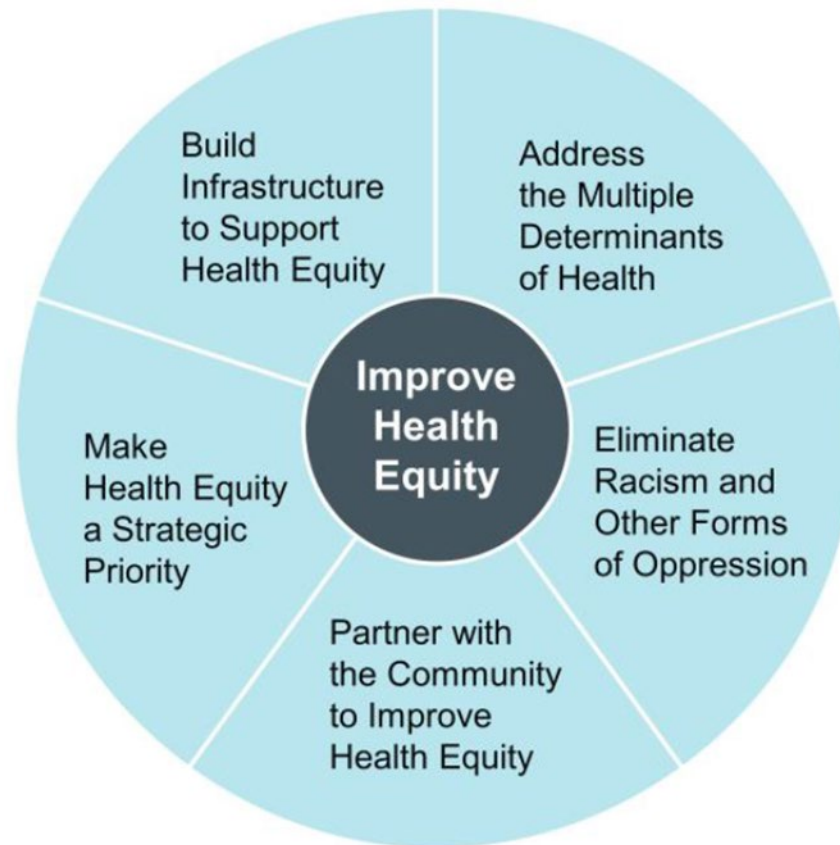 Build
Infrastructure
to Support
Health Equity
Address
the Multiple
Determinants
of Health
Improve
Health
Equity
Make
Health Equity
a Strategic
Priority
Eliminate
Racism and
Other Forms
of Oppression
Partner with
the Community
to Improve
Health Equity